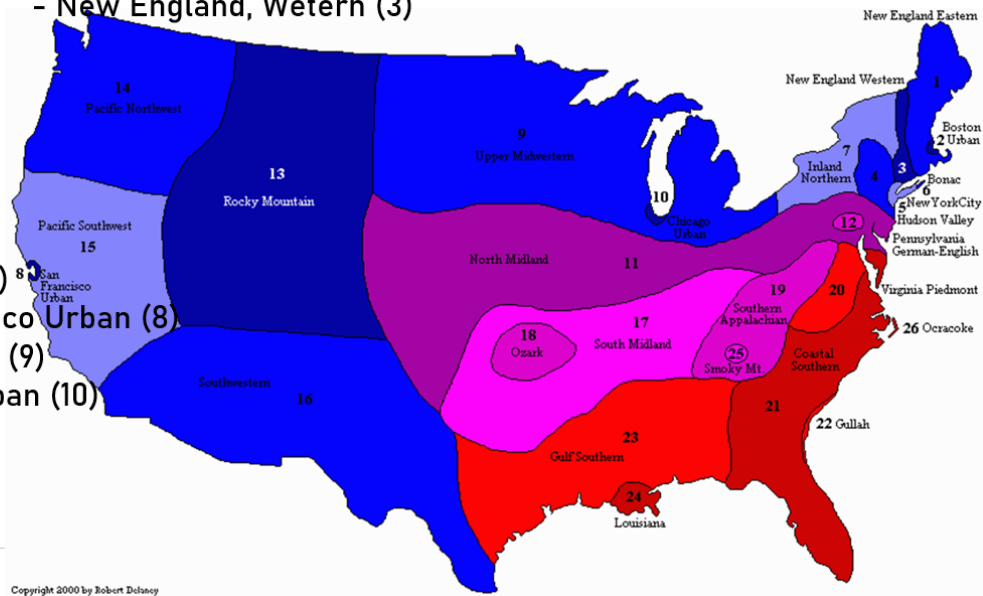 - New England, Wetern (3)
New England Eastern
New England Western
14
Pacific Northwest
13
Rocky Mountain
9
Upper Midwestern
1
Boston
2 Urban
7
Inland
Northern
4
3
Bonac
6
5 NewYorkCity
Hudson Valley
10
Chicago
Urban
12
Pennsylvania
German-English
Pacific Southwest
15
8
San
Francisco
Urban
)
co Urban (8)
(9)
ban (10)
North Midland
11
Virginia Piedmont
20
19
Southern
Appalachian
17
South Midland
18
Ozark
25
Smoky Mt.
26 Ocracoke
Coastal
Southern
21
22 Gullah
Southwestern
16
23
Gulf Southern
24
Louisiana
Copyright 2000 by Robert Delaney